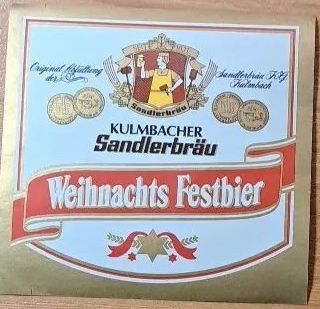 Original Abfüllung
der
Sandlerbräu KG
Kulmbach
Sandlerbräu
KULMBACHER
Sandlerbräu
Weihnachts Festbier